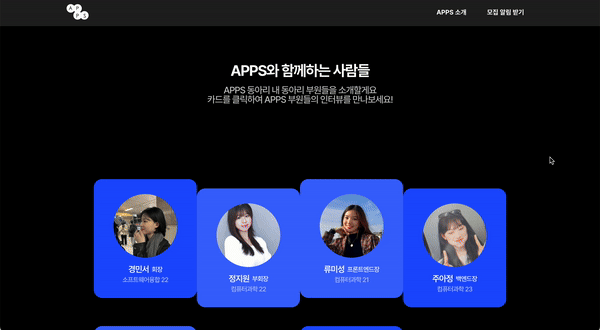 APPS
APPS 소개
모집 알림 받기
APPS와 함께하는 사람들
APPS 동아리 내 동아리 부원들을 소개할게요
카드를 클릭하여 APPS 부원들의 인터뷰를 만나보세요!
경민서 회장
소프트웨어융합 22
정지원 부회장
컴퓨터과학 22
류미성 프론트엔드장
컴퓨터과학 21
주아정 백엔드장
컴퓨터과학 23